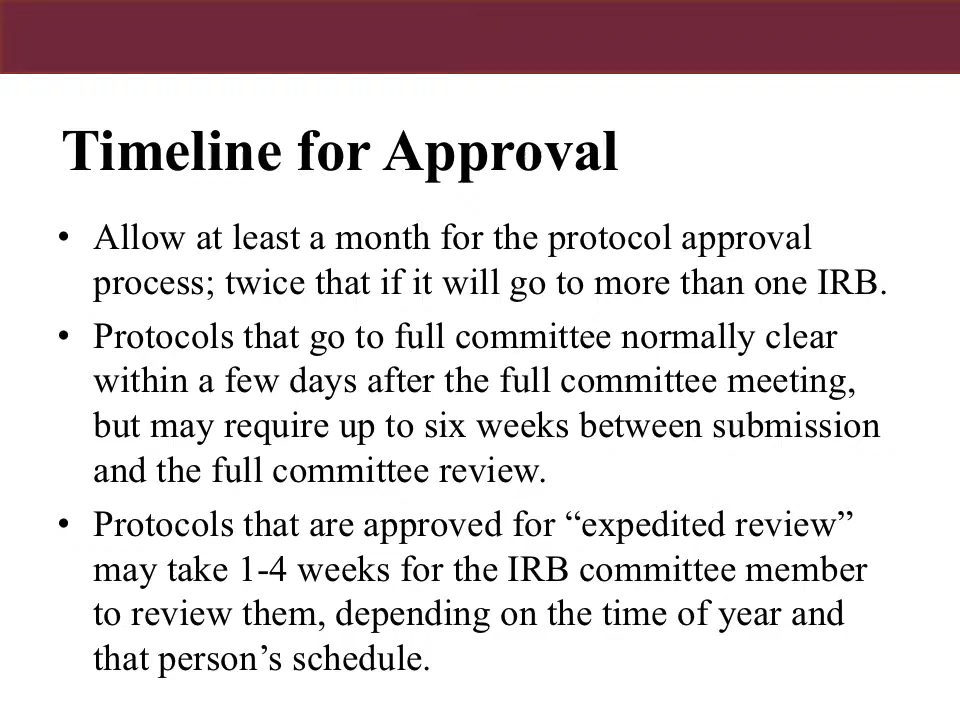 Timeline for Approval
• Allow at least a month for the protocol approval
process; twice that if it will go to more than one IRB.
• Protocols that go to full committee normally clear
within a few days after the full committee meeting,
but may require up to six weeks between submission
and the full committee review.
• Protocols that are approved for “expedited review”
may take 1-4 weeks for the IRB committee member
to review them, depending on the time of year and
that person’s schedule.